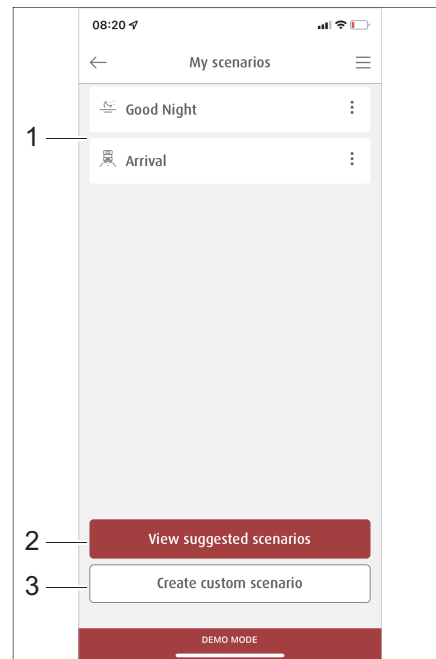 08:20
My scenarios
Good Night
1
Arrival
2
View suggested scenarios
3
Create custom scenario
DEMO MODE